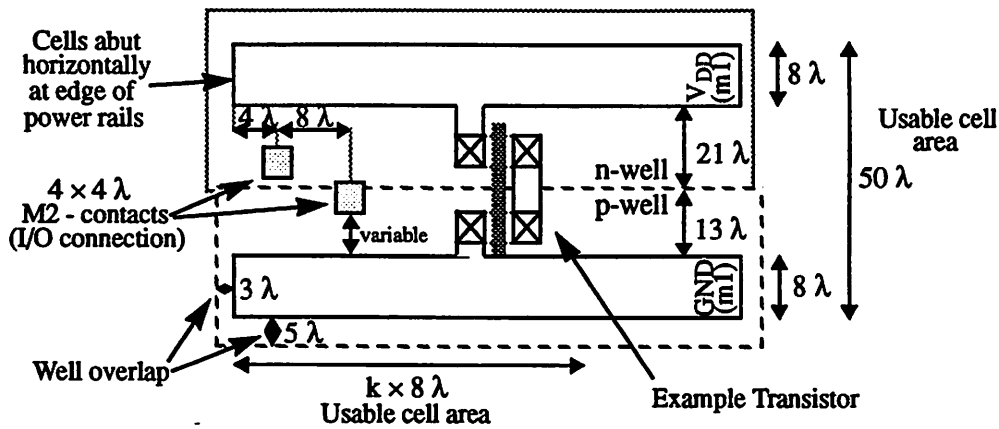 Cells abut
horizontally
at edge of
power rails
VDD
(m1)
8 λ
4 λ
8 λ
21 λ
Usable cell
area
50 λ
n-well
p-well
4 × 4 λ
M2 - contacts
(I/O connection)
variable
13 λ
3 λ
GND
(m1)
8 λ
5 λ
Well overlap
k × 8 λ
Usable cell area
Example Transistor